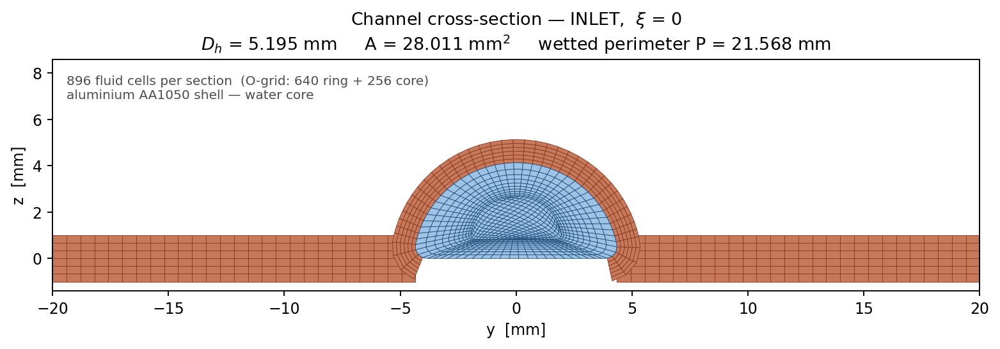 Channel cross-section — INLET, ξ = 0
D_h = 5.195 mm A = 28.011 mm² wetted perimeter P = 21.568 mm
896 fluid cells per section (O-grid: 640 ring + 256 core)
aluminium AA1050 shell — water core
8
6
4
2
0
z [mm]
−20 −15 −10 −5 0 5 10 15 20
y [mm]